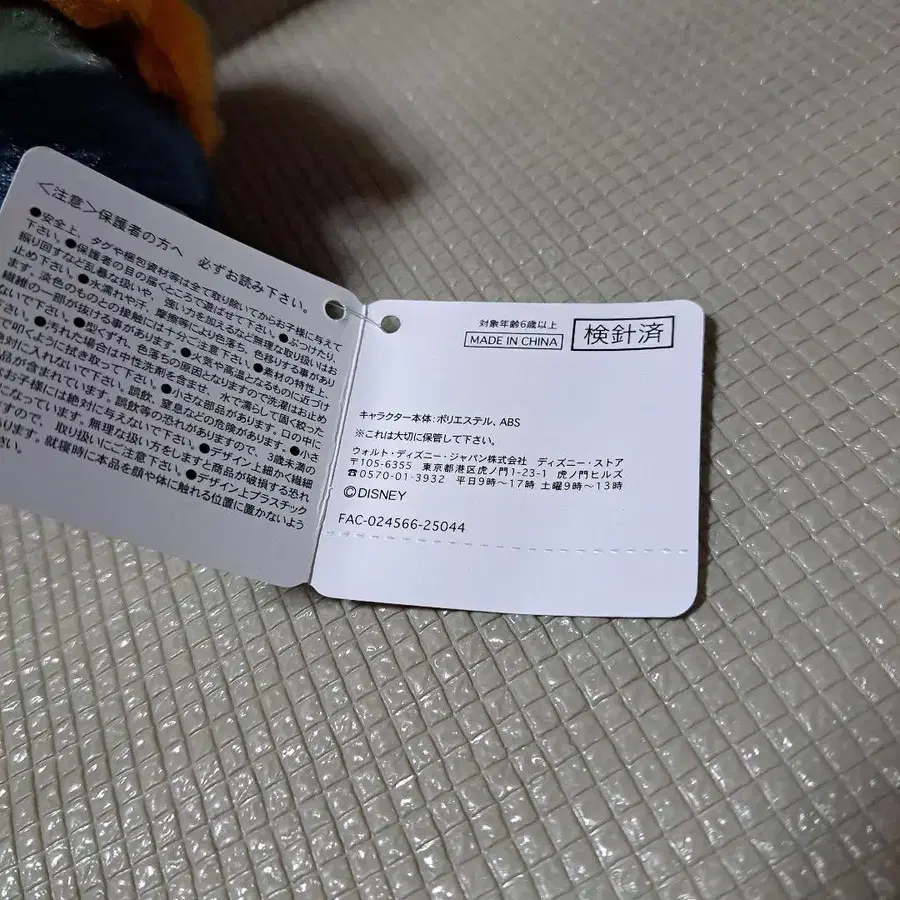 <注意>保護者の方へ 必ずお読み下さい。
●安全上、タグや梱包資材等は全て取り除いてからお子様に与えて
下さい。●保護者の目の届くところで遊ばせて下さい。●ぶつけたり、
振り回すなど乱暴な扱いや、強い力を加えるなど無理な取り扱いはお
止め下さい。●水濡れや汗、摩擦等により色落ち、色移りする事があり
ます。淡色のものとの接触には十分ご注意下さい。●素材の特性上、
繊維の一部が抜ける事があります。●火気や高温となるものに近づけ
ないで下さい。●型くずれ、色落ちの原因となりますので洗濯はお止め
下さい。●汚れた場合は中性洗剤を含ませ、水で濡らして固く絞った
で叩くように拭き取って下さい。●小さな部品があります。口の中に
絶対に入れないで下さい。誤飲、窒息などの危険があります。●小さ
品が含まれています。誤飲等の恐れがありますので、3歳未満の
お子様には絶対に与えないで下さい。●デザイン上細かく繊細
なっています。無理な扱い方をしますと商品が破損する恐れ
すので、取り扱いにご注意下さい。●デザイン上プラスチック
ります。就寝時に本品を顔や体に触れる位置に置かないよう
さい。
対象年齢6歳以上
MADE IN CHINA
検針済
キャラクター本体:ポリエステル、ABS
※これは大切に保管して下さい。
ウォルト・ディズニー・ジャパン株式会社 ディズニー・ストア
〒105-6355 東京都港区虎ノ門1-23-1 虎ノ門ヒルズ
☎0570-01-3932 平日9時〜17時 土曜9時〜13時
©DISNEY
FAC-024566-25044